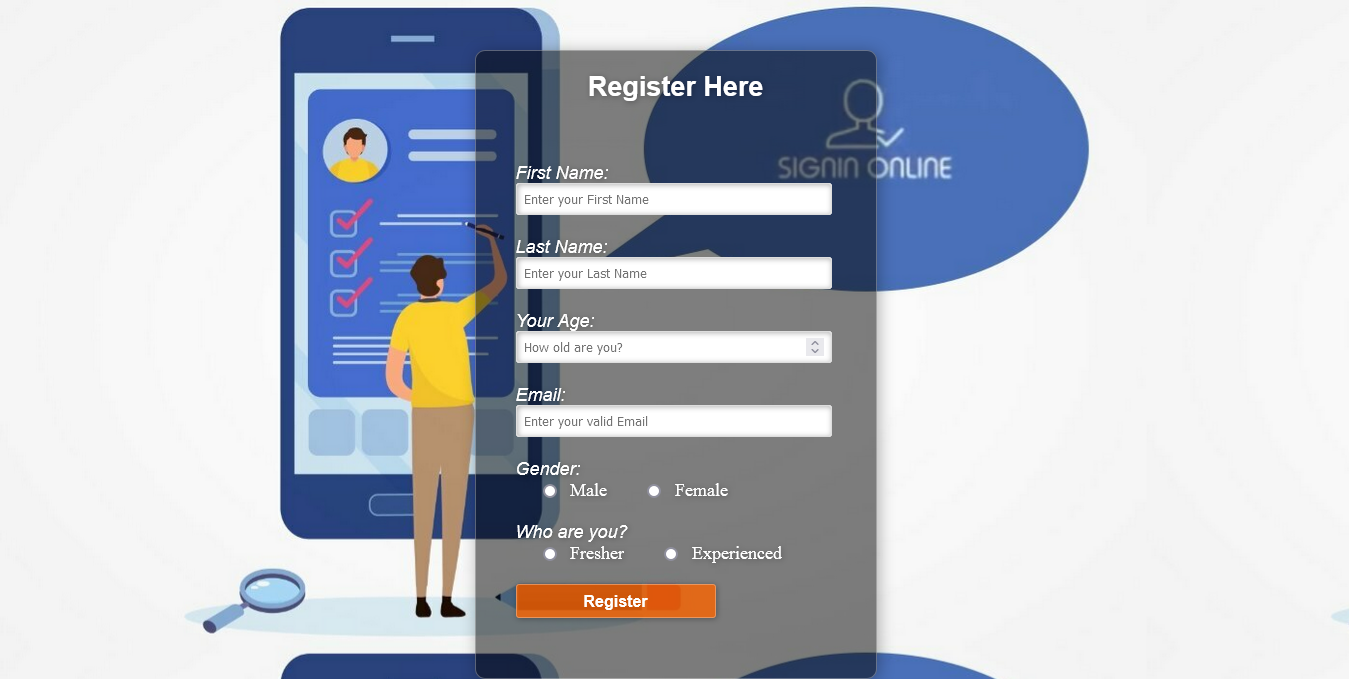 Register Here
SIGNIN ONLINE
First Name:
Enter your First Name
Last Name:
Enter your Last Name
Your Age:
How old are you?
Email:
Enter your valid Email
Gender:
Male Female
Who are you?
Fresher Experienced
Register